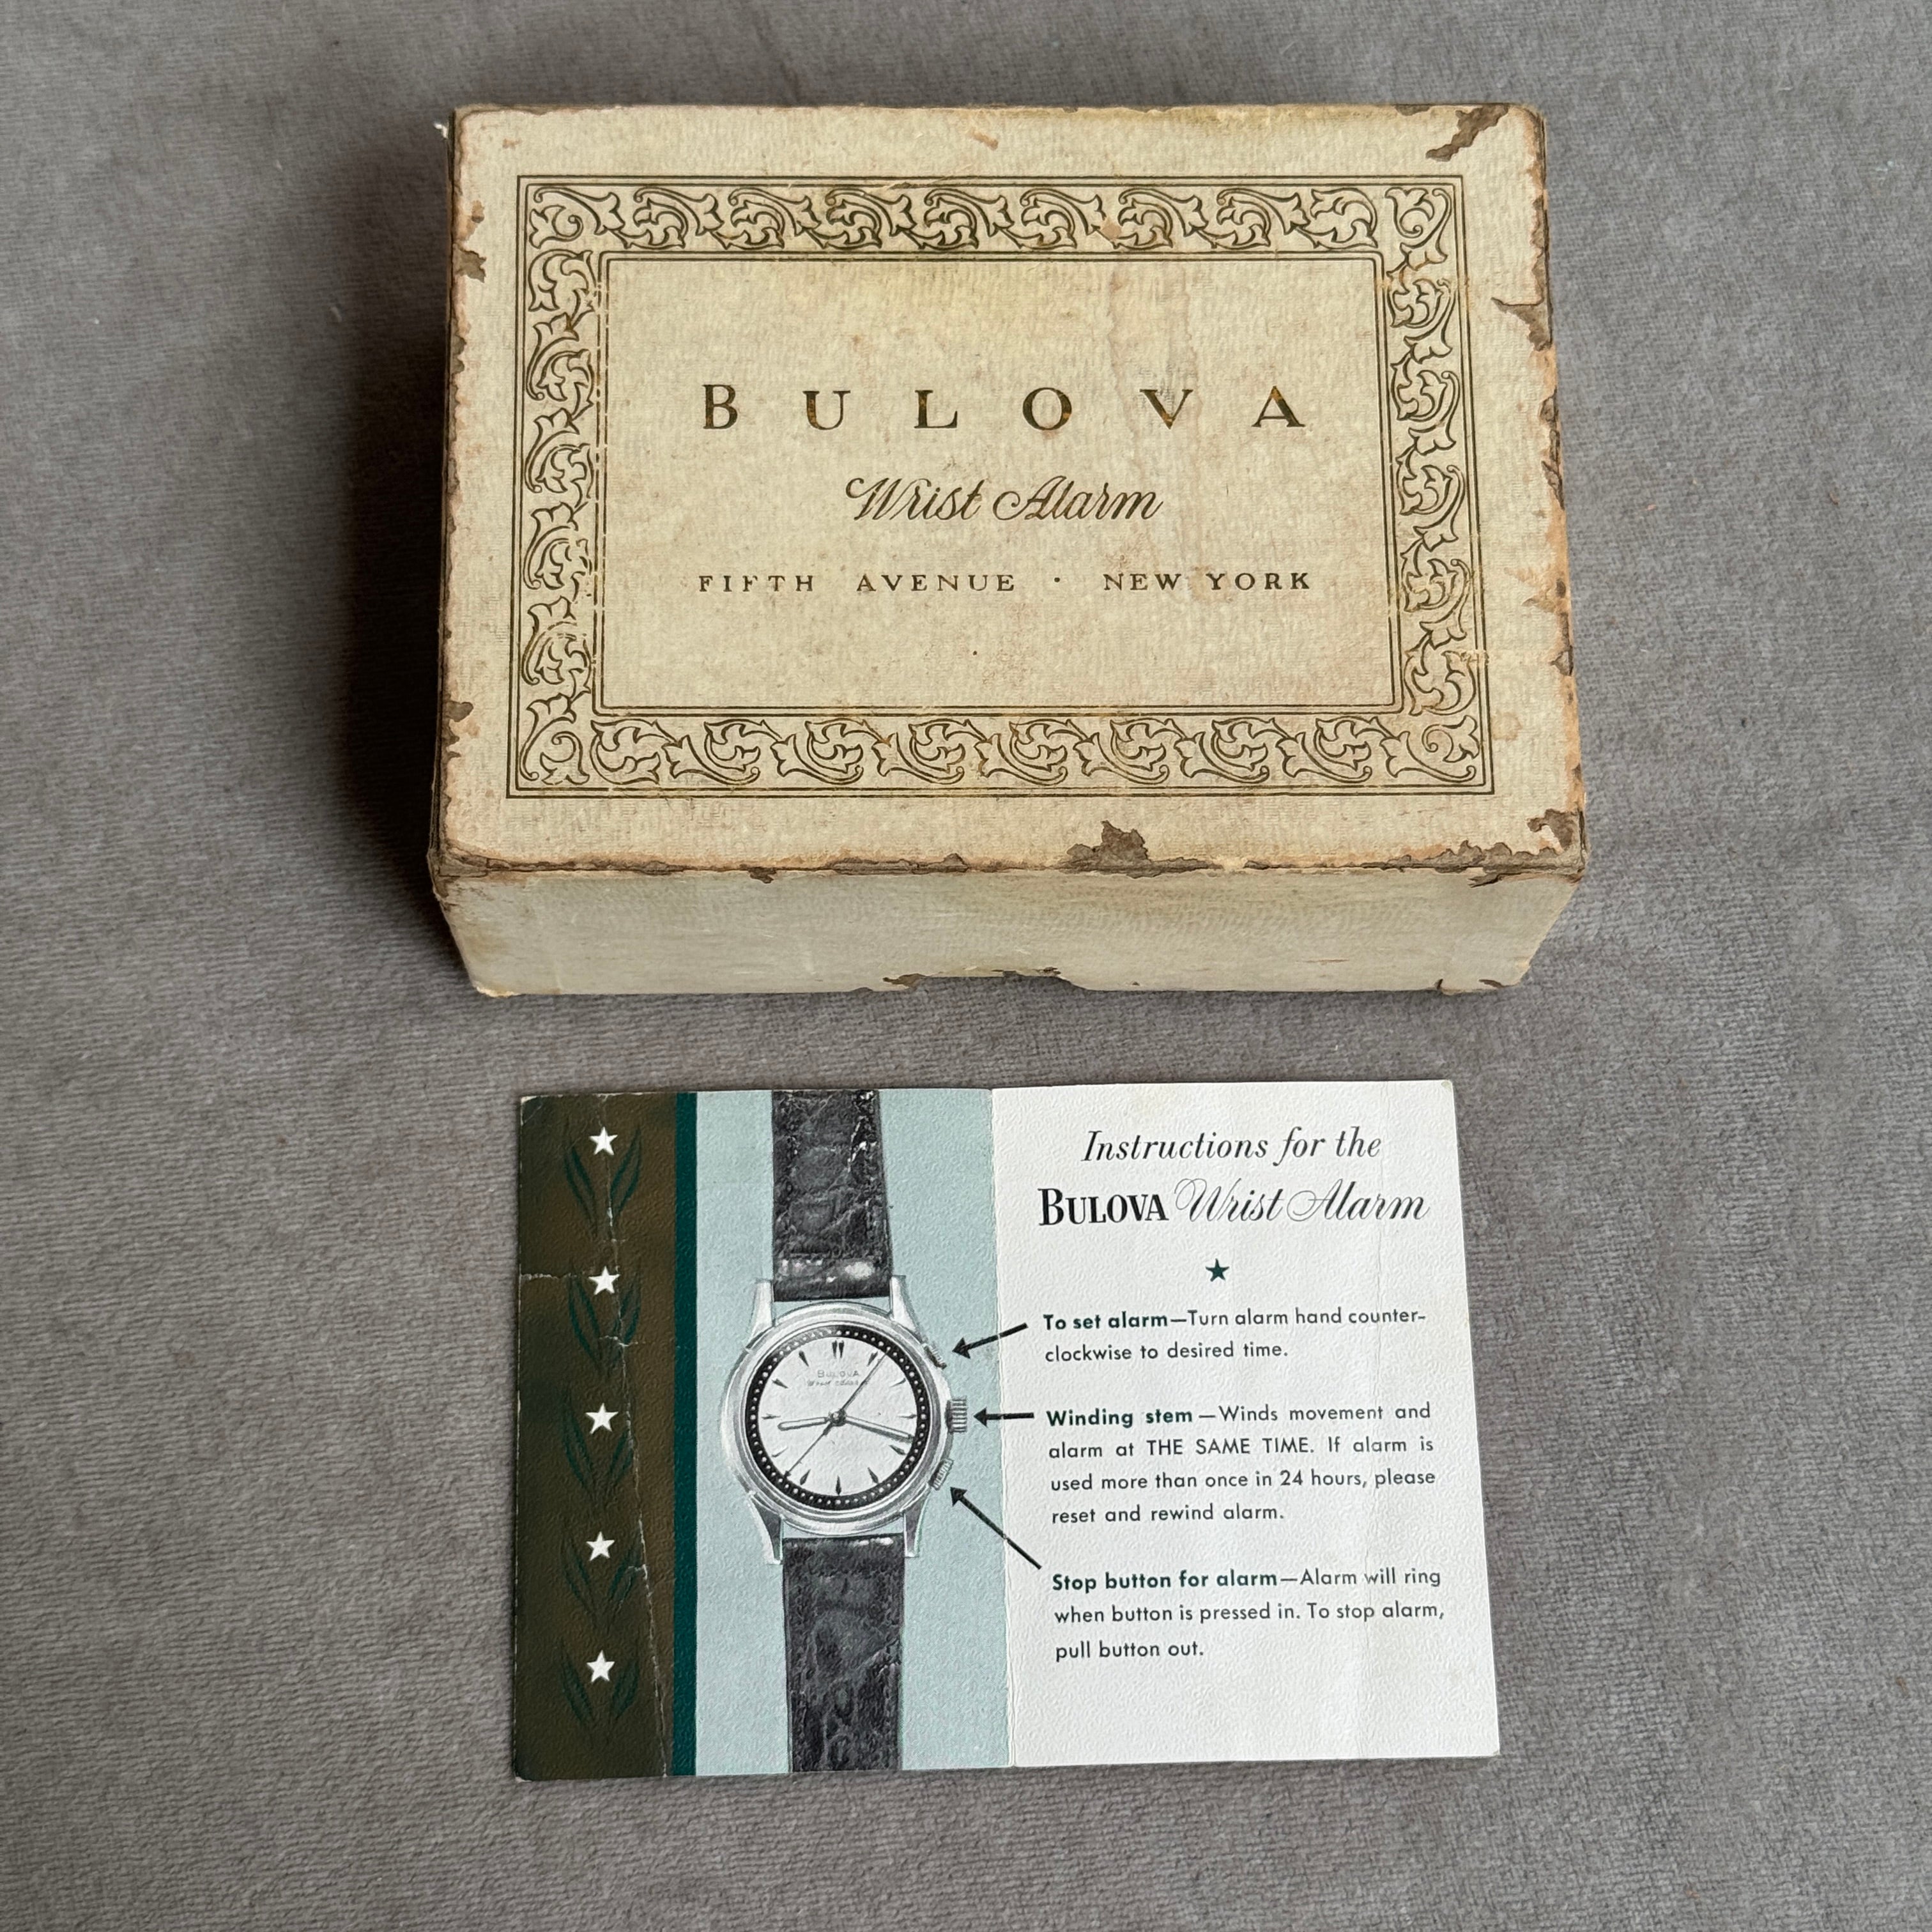 BULOVA
Wrist Alarm
FIFTH AVENUE · NEW YORK
Instructions for the
BULOVA Wrist Alarm
To set alarm—Turn alarm hand counter-
clockwise to desired time.
Winding stem—Winds movement and
alarm at THE SAME TIME. If alarm is
used more than once in 24 hours, please
reset and rewind alarm.
Stop button for alarm—Alarm will ring
when button is pressed in. To stop alarm,
pull button out.
BULOVA
Wrist Alarm